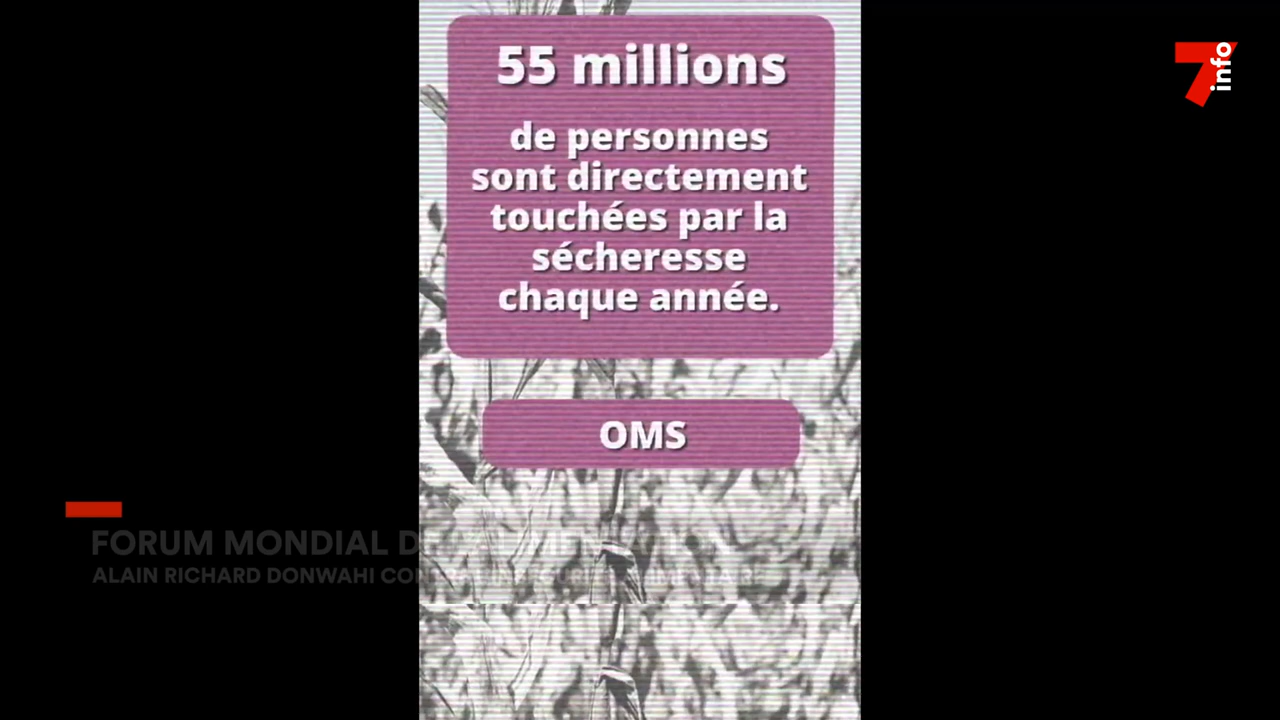 55 millions
de personnes
sont directement
touchées par la
sécheresse
chaque année.
OMS
7 info
FORUM MONDIAL
ALAIN RICHARD DONWAHI